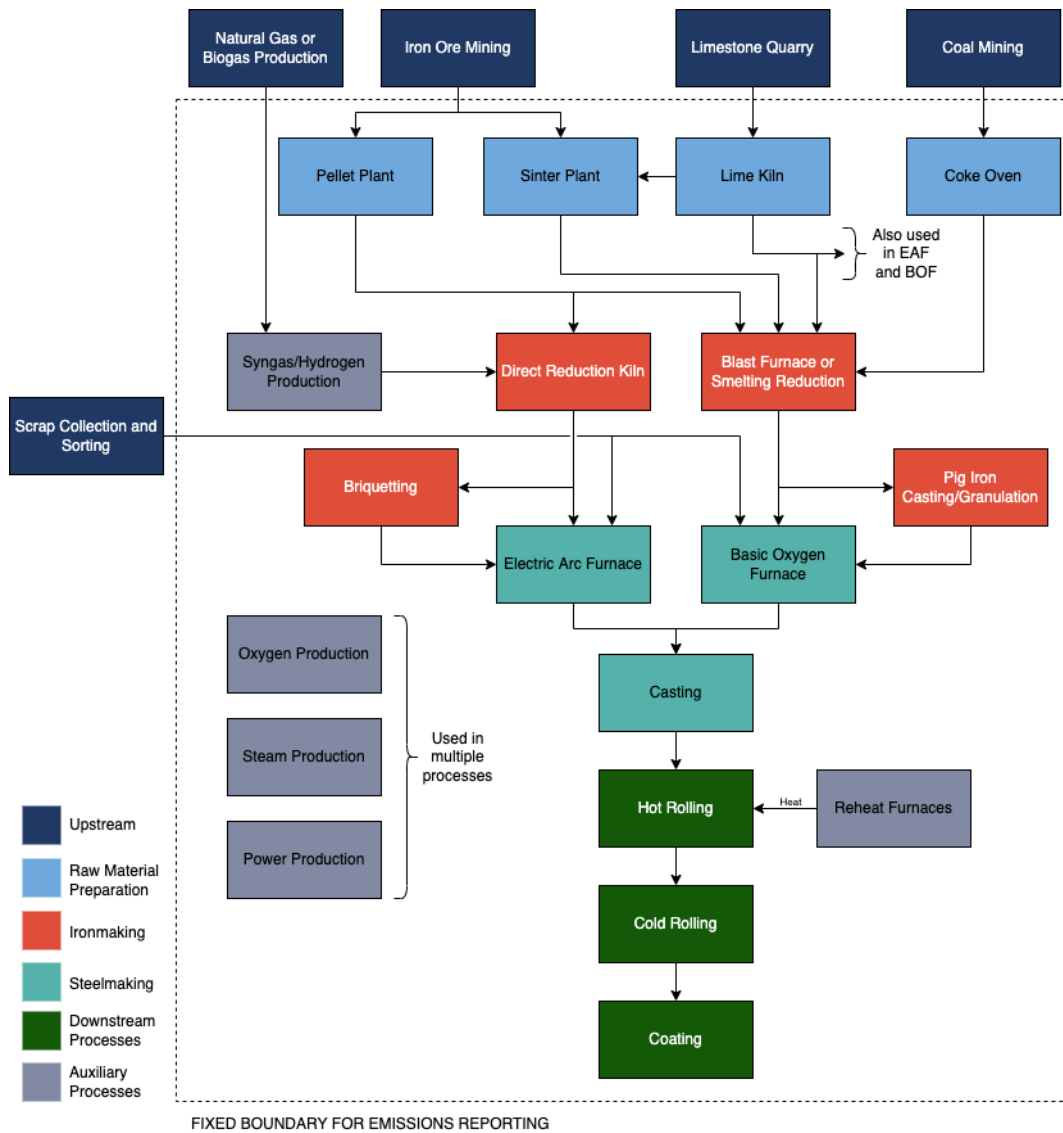 Natural Gas or
Biogas Production
Iron Ore Mining
Limestone Quarry
Coal Mining
Pellet Plant
Sinter Plant
Lime Kiln
Coke Oven
Also used
in EAF
and BOF
Syngas/Hydrogen
Production
Direct Reduction Kiln
Blast Furnace or
Smelting Reduction
Scrap Collection and
Sorting
Briquetting
Pig Iron
Casting/Granulation
Electric Arc Furnace
Basic Oxygen
Furnace
Oxygen Production
Casting
Steam Production
Used in
multiple
processes
Hot Rolling
Heat
Reheat Furnaces
Power Production
Cold Rolling
Coating
Upstream
Raw Material
Preparation
Ironmaking
Steelmaking
Downstream
Processes
Auxiliary
Processes
FIXED BOUNDARY FOR EMISSIONS REPORTING